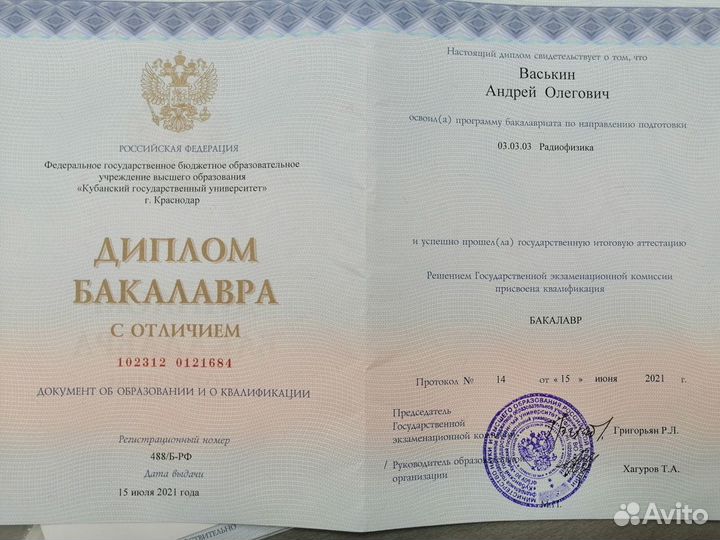 РОССИЙСКАЯ ФЕДЕРАЦИЯ
Федеральное государственное бюджетное образовательное
учреждение высшего образования
«Кубанский государственный университет»
г. Краснодар
ДИПЛОМ
БАКАЛАВРА
С ОТЛИЧИЕМ
102312 0121684
ДОКУМЕНТ ОБ ОБРАЗОВАНИИ И О КВАЛИФИКАЦИИ
Регистрационный номер
488/Б-РФ
Дата выдачи
15 июля 2021 года
Настоящий диплом свидетельствует о том, что
Васькин
Андрей Олегович
освоил(а) программу бакалавриата по направлению подготовки
03.03.03 Радиофизика
и успешно прошел(ла) государственную итоговую аттестацию
Решением Государственной экзаменационной комиссии
присвоена квалификация
БАКАЛАВР
Протокол № 14 от « 15 » июня 2021 г.
Председатель
Государственной
экзаменационной
Григорьян Р.Л.
/ Руководитель образовательной
организации
Хагуров Т.А.
М.П.
Avito